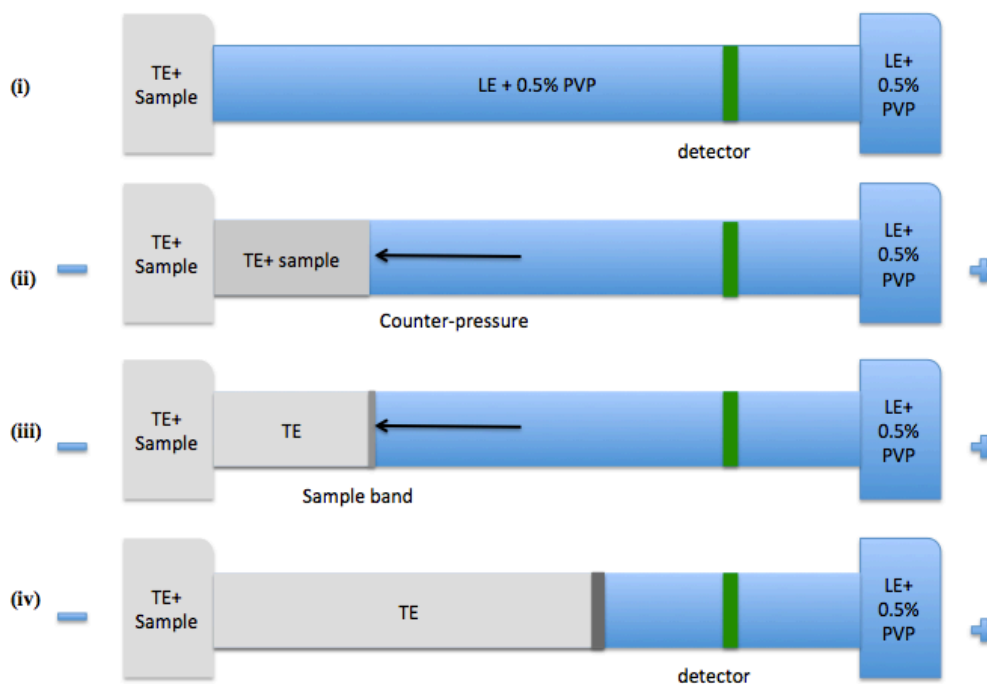 (i)
TE+
Sample
LE + 0.5% PVP
LE+
0.5%
PVP
detector
(ii)
TE+
Sample
TE+ sample
LE+
0.5%
PVP
Counter-pressure
(iii)
TE+
Sample
TE
LE+
0.5%
PVP
Sample band
(iv)
TE+
Sample
TE
LE+
0.5%
PVP
detector